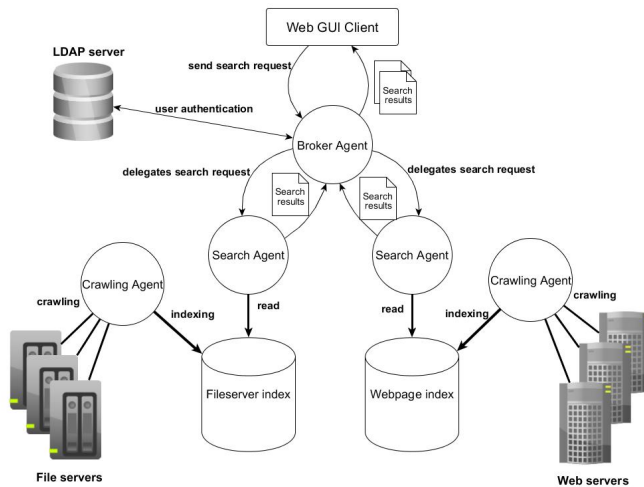 Web GUI Client
LDAP server
send search request
Search
results
user authentication
Broker Agent
delegates search request
delegates search request
Search
results
Search
results
Search Agent
Search Agent
Crawling Agent
Crawling Agent
crawling
crawling
indexing
read
read
indexing
Fileserver index
Webpage index
File servers
Web servers